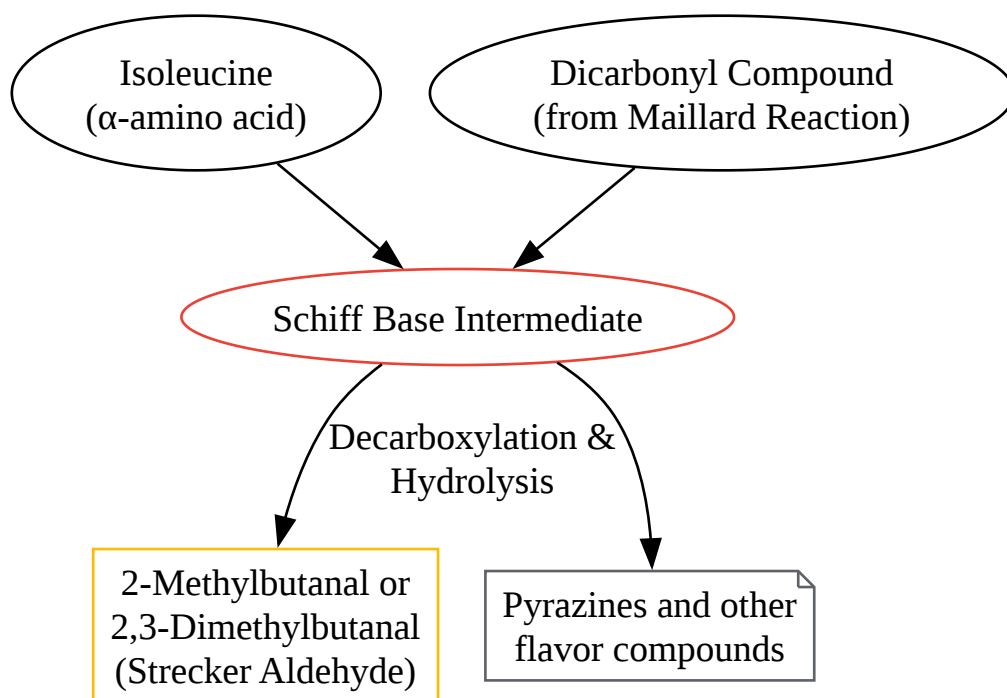 Isoleucine
(α-amino acid)
Dicarbonyl Compound
(from Maillard Reaction)
Schiff Base Intermediate
Decarboxylation &
Hydrolysis
2-Methylbutanal or
2,3-Dimethylbutanal
(Strecker Aldehyde)
Pyrazines and other
flavor compounds